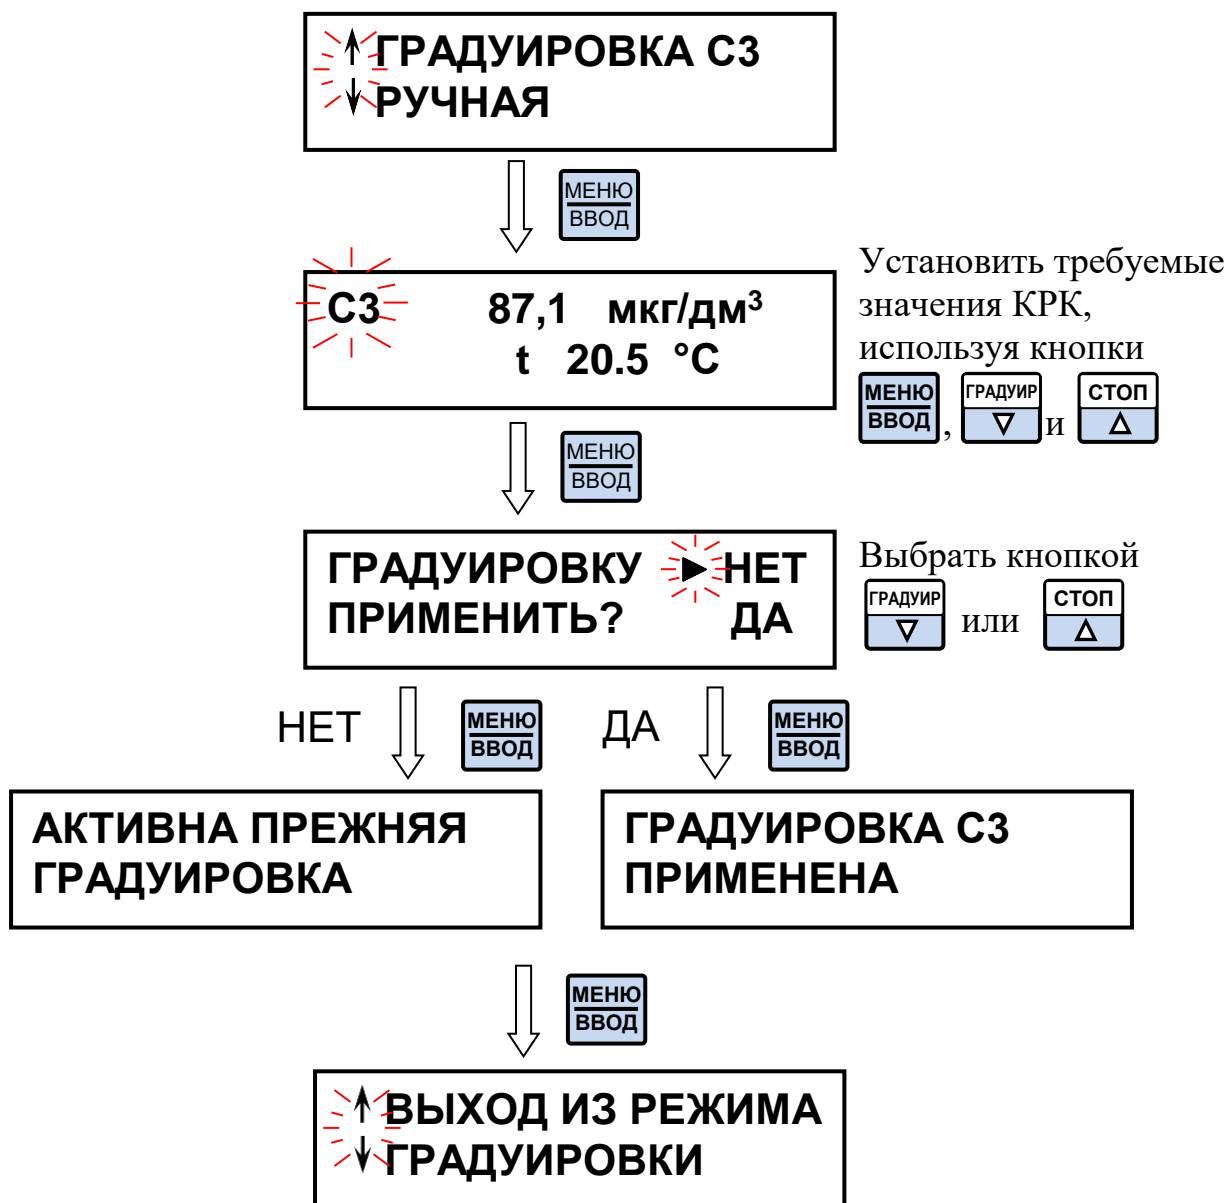 ГРАДУИРОВКА С3
РУЧНАЯ
МЕНЮ
ВВОД
С3 87,1 мкг/дм³
t 20.5 °С
Установить требуемые
значения КРК,
используя кнопки
МЕНЮ
ВВОД
,
ГРАДУИР
и
СТОП
МЕНЮ
ВВОД
ГРАДУИРОВКУ НЕТ
ПРИМЕНИТЬ? ДА
Выбрать кнопкой
ГРАДУИР
или
СТОП
НЕТ
МЕНЮ
ВВОД
ДА
МЕНЮ
ВВОД
АКТИВНА ПРЕЖНЯЯ
ГРАДУИРОВКА
ГРАДУИРОВКА С3
ПРИМЕНЕНА
МЕНЮ
ВВОД
ВЫХОД ИЗ РЕЖИМА
ГРАДУИРОВКИ